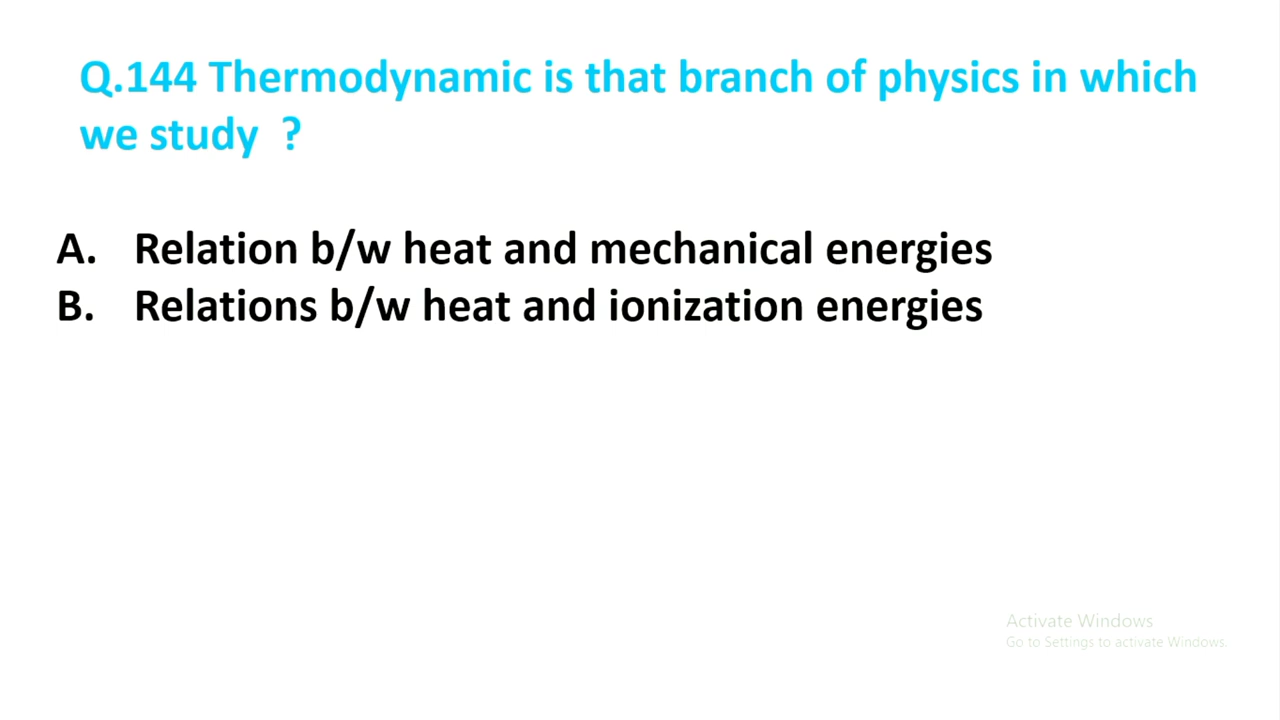 Q.144 Thermodynamic is that branch of physics in which
we study ?
A. Relation b/w heat and mechanical energies
B. Relations b/w heat and ionization energies
Activate Windows
Go to Settings to activate Windows.